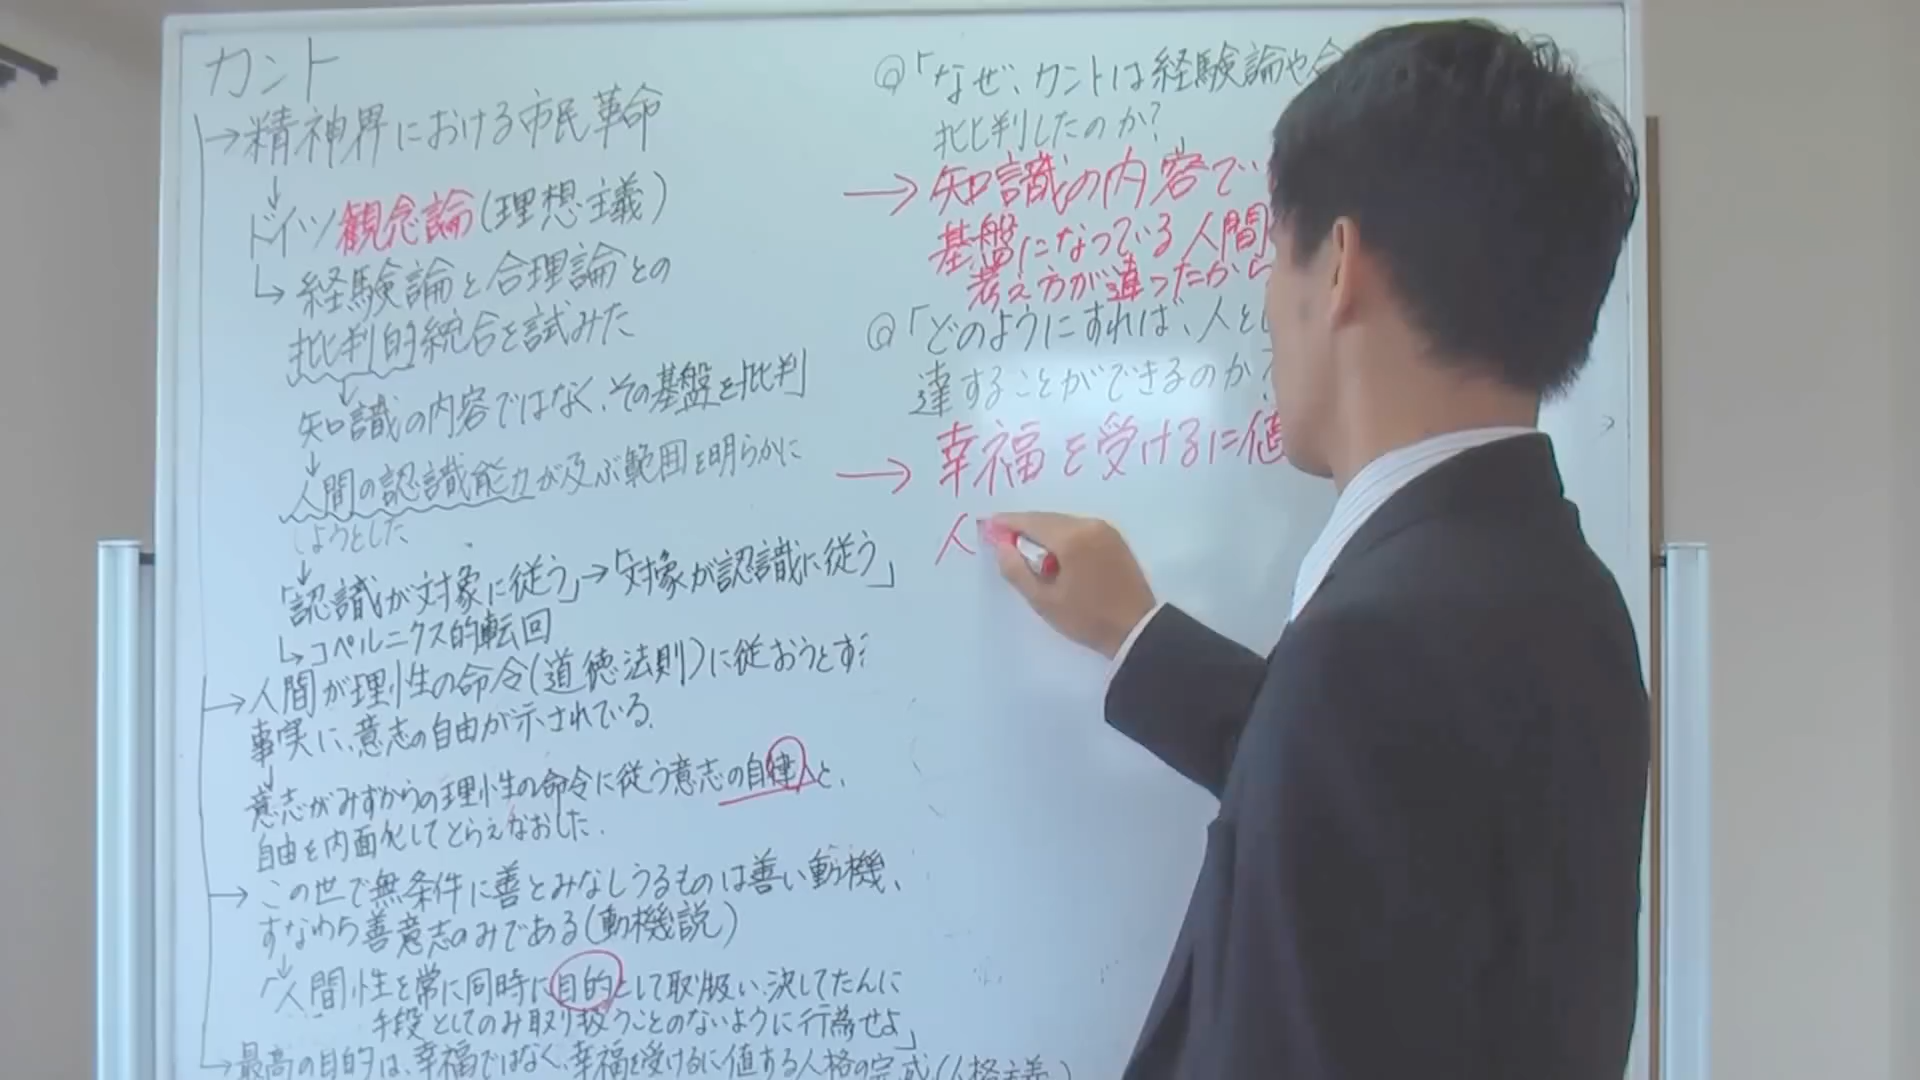 カント
→精神界における市民革命
↓
ドイツ観念論(理想主義)
↳経験論と合理論との
批判的統合を試みた
↓
知識の内容ではなく、その基盤を批判
↓
人間の認識能力が及ぶ範囲を明らかに
しようとした
↓
「認識が対象に従う」→「対象が認識に従う」
↳コペルニクス的転回
→人間が理性の命令(道徳法則)に従おうとす
事実に、意志の自由が示されている.
↓
意志がみずからの理性の命令に従う意志の自律と、
自由を内面化してとらえなおした.
→この世で無条件に善とみなしうるものは善い動機、
すなわち善意志のみである(動機説)
↓
「人間性を常に同時に目的として取り扱い、決してたんに
手段としてのみ取り扱うことのないように行為せよ」
→最高の目的は、幸福ではなく、幸福を受けるに値する人格の完成(人格主義)
Q「なぜ、カントは経験論や合
批判したのか?
→知識の内容で
基盤になっている人間
考え方が違ったから
Q「どのようにすれば、人と
達することができるのか?
→幸福を受けるに値
人